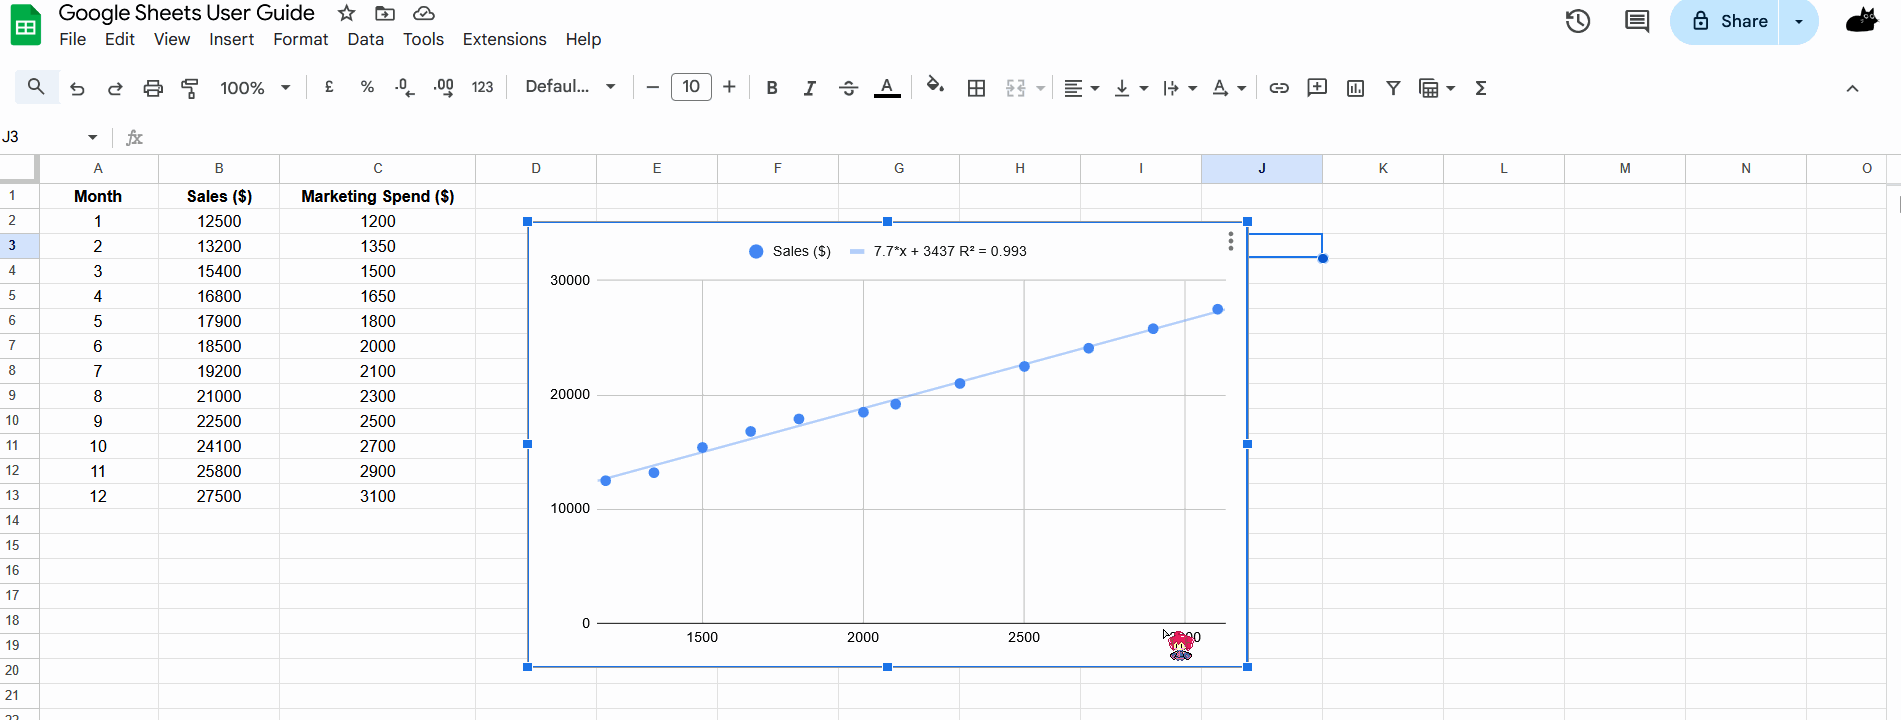 Google Sheets User Guide
File Edit View Insert Format Data Tools Extensions Help
Share
100% £ % .0 .00 123 Defaul... 10 B I A A Σ
J3 fx
A B C D E F G H I J K L M N O
1 Month Sales ($) Marketing Spend ($)
2 1 12500 1200
3 2 13200 1350
4 3 15400 1500
5 4 16800 1650
6 5 17900 1800
7 6 18500 2000
8 7 19200 2100
9 8 21000 2300
10 9 22500 2500
11 10 24100 2700
12 11 25800 2900
13 12 27500 3100
14
15
16
17
18
19
20
21
22
Sales ($) 7.7*x + 3437 R² = 0.993
30000
20000
10000
0
1500 2000 2500